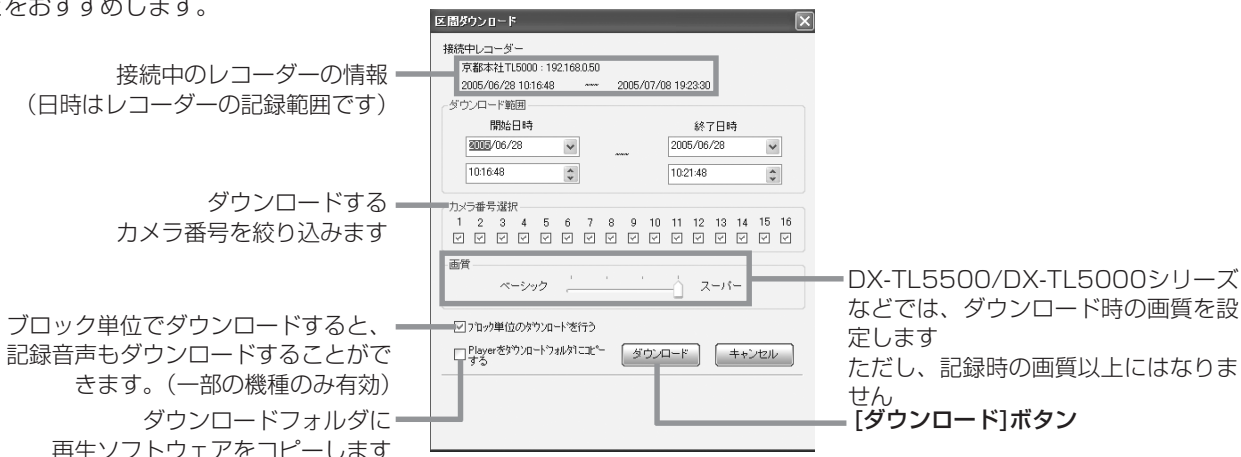 をおすすめします。
区間ダウンロード
接続中レコーダー
京都本社TL5000 : 192.168.0.50
2005/06/28 10:16:48 ~ 2005/07/08 19:23:30
ダウンロード範囲
開始日時
終了日時
2005/06/28
~
2005/06/28
10:16:48
10:21:48
カメラ番号選択
1 2 3 4 5 6 7 8 9 10 11 12 13 14 15 16
画質
ベーシック
スーパー
ブロック単位のダウンロードを行う
Playerをダウンロードフォルダにコピー
する
ダウンロード
キャンセル
接続中のレコーダーの情報
（日時はレコーダーの記録範囲です）
ダウンロードする
カメラ番号を絞り込みます
ブロック単位でダウンロードすると、
記録音声もダウンロードすることがで
きます。（一部の機種のみ有効）
ダウンロードフォルダに
再生ソフトウェアをコピーします
DX-TL5500/DX-TL5000シリーズ
などでは、ダウンロード時の画質を設
定します
ただし、記録時の画質以上にはなりま
せん
[ダウンロード]ボタン